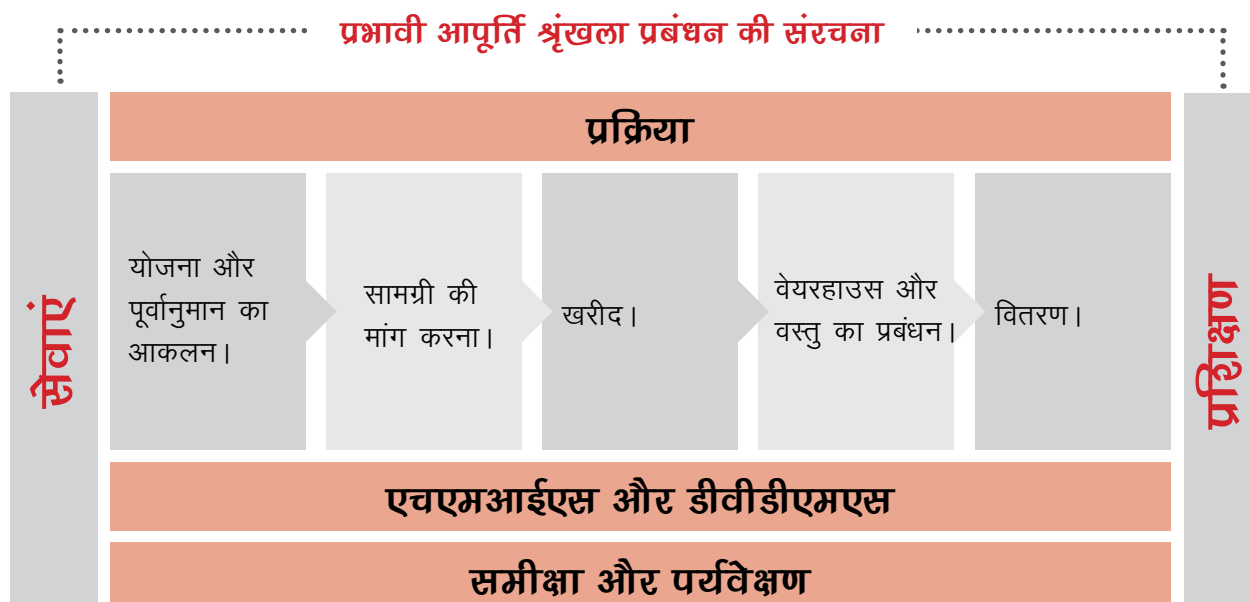 प्रभावी आपूर्ति श्रृंखला प्रबंधन की संरचना
सेवाएं
प्रक्रिया
योजना और
पूर्वानुमान का
आकलन।
सामग्री की
मांग करना।
खरीद।
वेयरहाउस और
वस्तु का प्रबंधन।
वितरण।
एचएमआईएस और डीवीडीएमएस
समीक्षा और पर्यवेक्षण
प्रशिक्षण